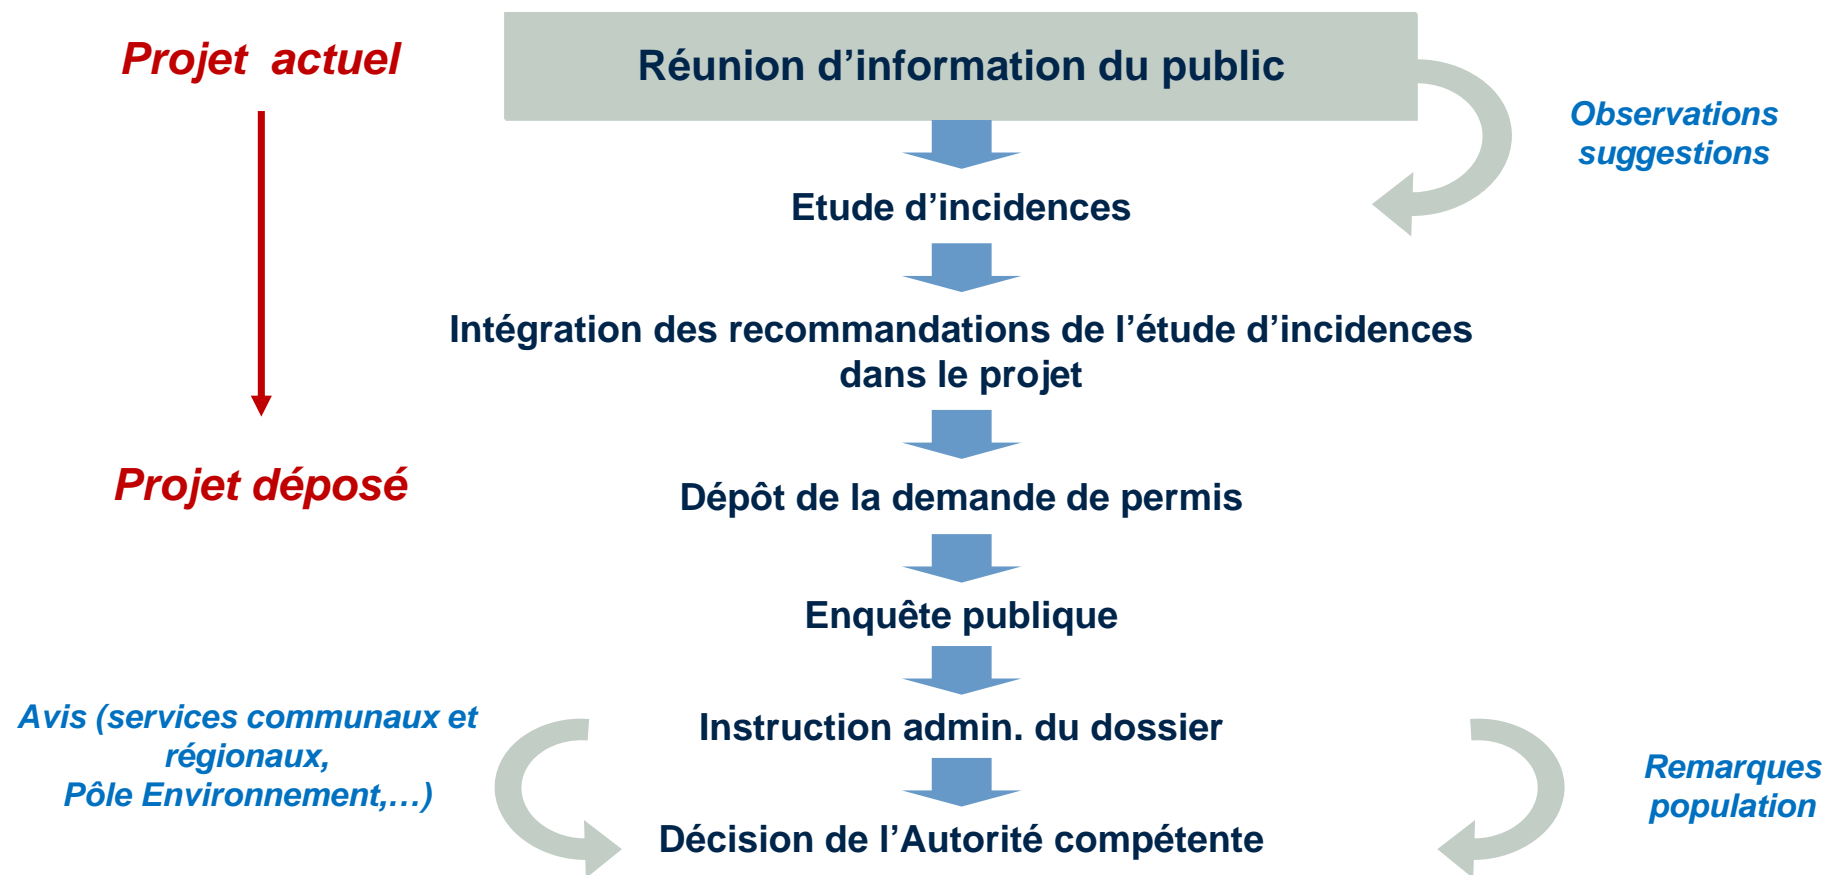 Projet actuel
Réunion d’information du public
Observations
suggestions
Etude d’incidences
Intégration des recommandations de l’étude d’incidences
dans le projet
Projet déposé
Dépôt de la demande de permis
Enquête publique
Avis (services communaux et
régionaux,
Pôle Environnement,…)
Instruction admin. du dossier
Remarques
population
Décision de l’Autorité compétente